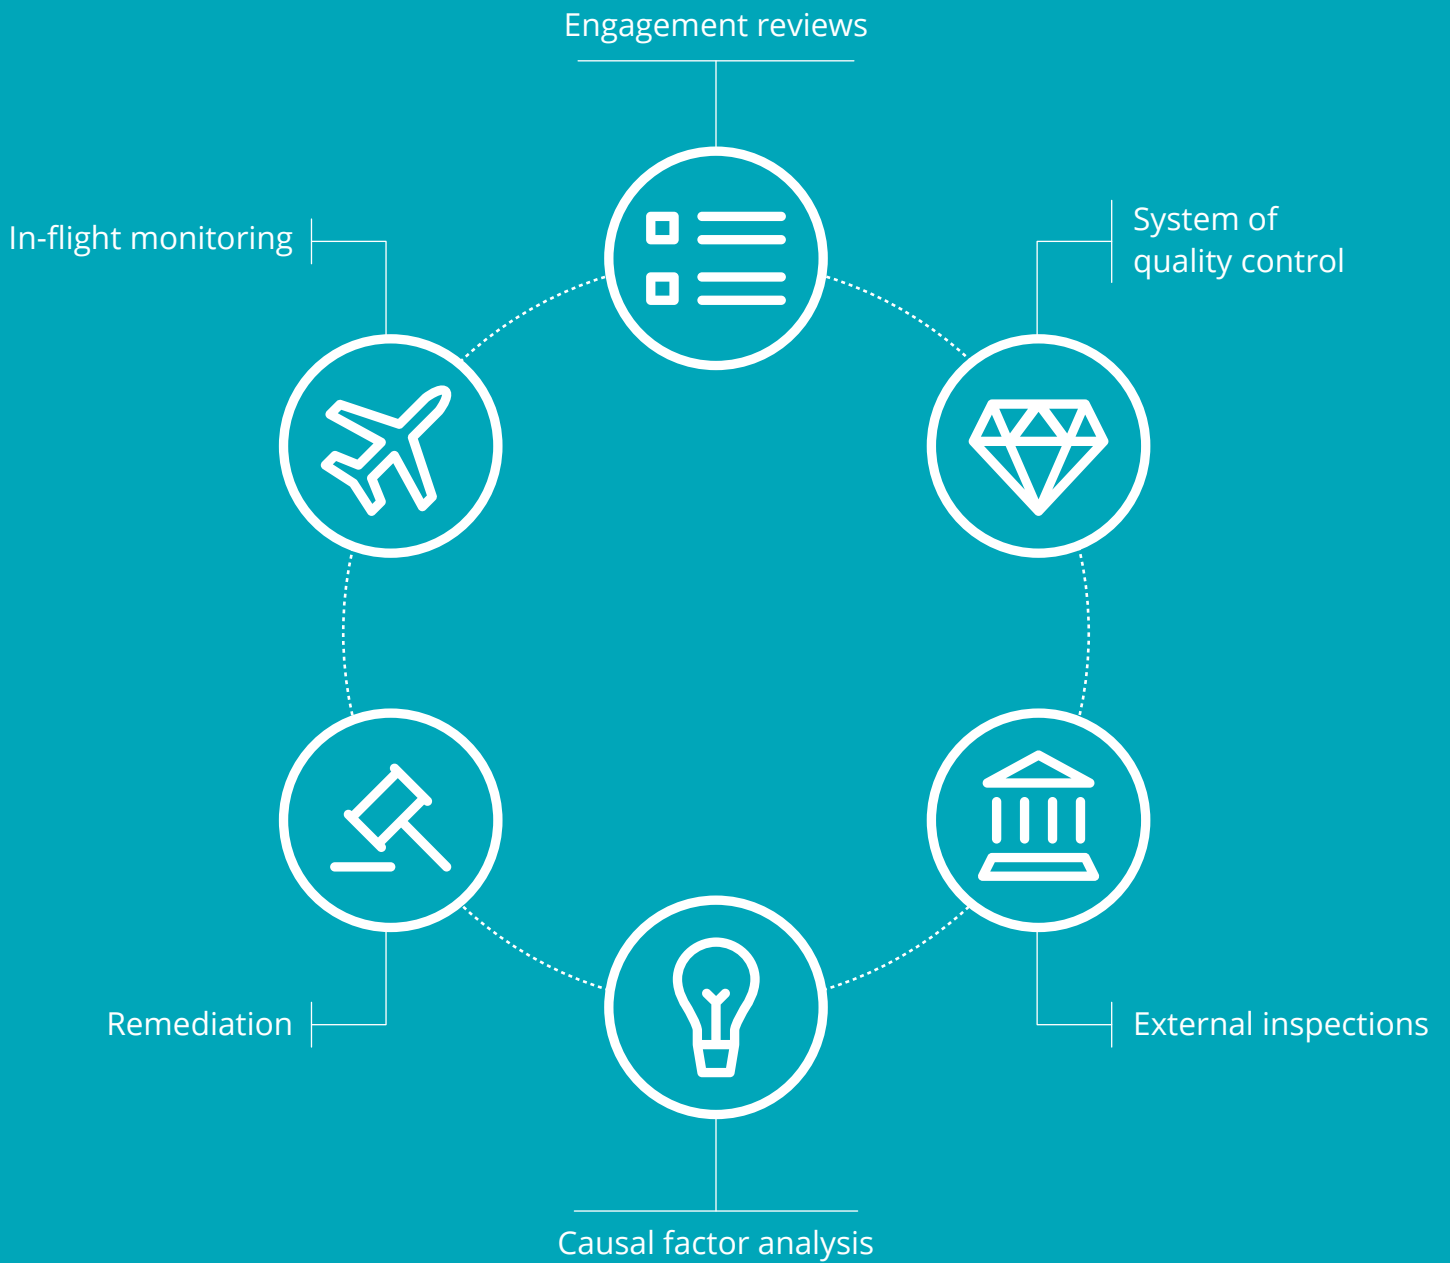 Engagement reviews
In-flight monitoring
System of
quality control
Remediation
External inspections
Causal factor analysis